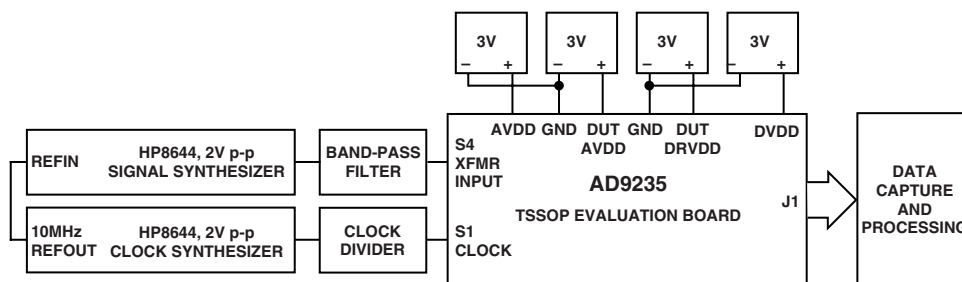 3V
3V
3V
3V
– +
– +
– +
– +
AVDD GND DUT AVDD GND DUT DRVDD DVDD
REFIN
HP8644, 2V p-p
SIGNAL SYNTHESIZER
BAND-PASS
FILTER
S4
XFMR
INPUT
AD9235
TSSOP EVALUATION BOARD
J1
DATA
CAPTURE
AND
PROCESSING
10MHz
REFOUT
HP8644, 2V p-p
CLOCK SYNTHESIZER
CLOCK
DIVIDER
S1
CLOCK